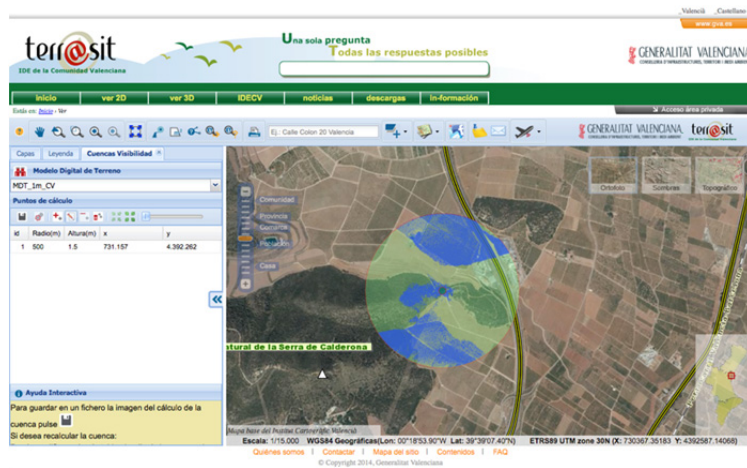 _Valencià _Castellano
www.gva.es
terr@sit
IDE de la Comunidad Valenciana
Una sola pregunta
Todas las respuestas posibles
GENERALITAT VALENCIANA
inicio ver 2D ver 3D IDECV noticias descargas in-formación
Estás en: Inicio › Ver
Acceso área privada
Ej.: Calle Colon 20 Valencia
GENERALITAT VALENCIANA terr@sit
Capas Leyenda Cuencas Visibilidad
Modelo Digital de Terreno
MDT_1m_CV
Puntos de cálculo
id Radio(m) Altura(m) x y
1 500 1.5 731.157 4.392.262
Comunidad
Provincia
Comarca
Población
Casa
Ortofoto Sombras Topográfico
ntural de la Serra de Calderona
Ayuda Interactiva
Para guardar en un fichero la imagen del cálculo de la
cuenca pulse
Si desea recalcular la cuenca:
Mapa base del Institut Cartogràfic Valencià
Escala: 1/15.000 WGS84 Geográficas(Lon: 00°18'53.90"W Lat: 39°39'07.40"N) ETRS89 UTM zone 30N (X: 730367.35183 Y: 4392587.14068)
Quiénes somos | Contactar | Mapa del sitio | Contenidos | FAQ
© Copyright 2014, Generalitat Valenciana